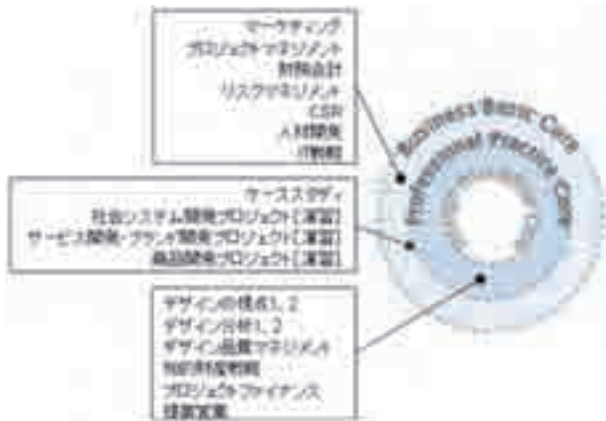 マーケティング
プロジェクトマネジメント
財務会計
リスクマネジメント
CSR
人材開発
IT戦略
ケーススタディ
社会システム開発プロジェクト[演習]
サービス開発・ブランド開発プロジェクト[演習]
商品開発プロジェクト[演習]
デザインの視点1, 2
デザイン分析1, 2
デザイン品質マネジメント
知的財産戦略
プロジェクトファイナンス
Business Basic Core
Professional Practice Core